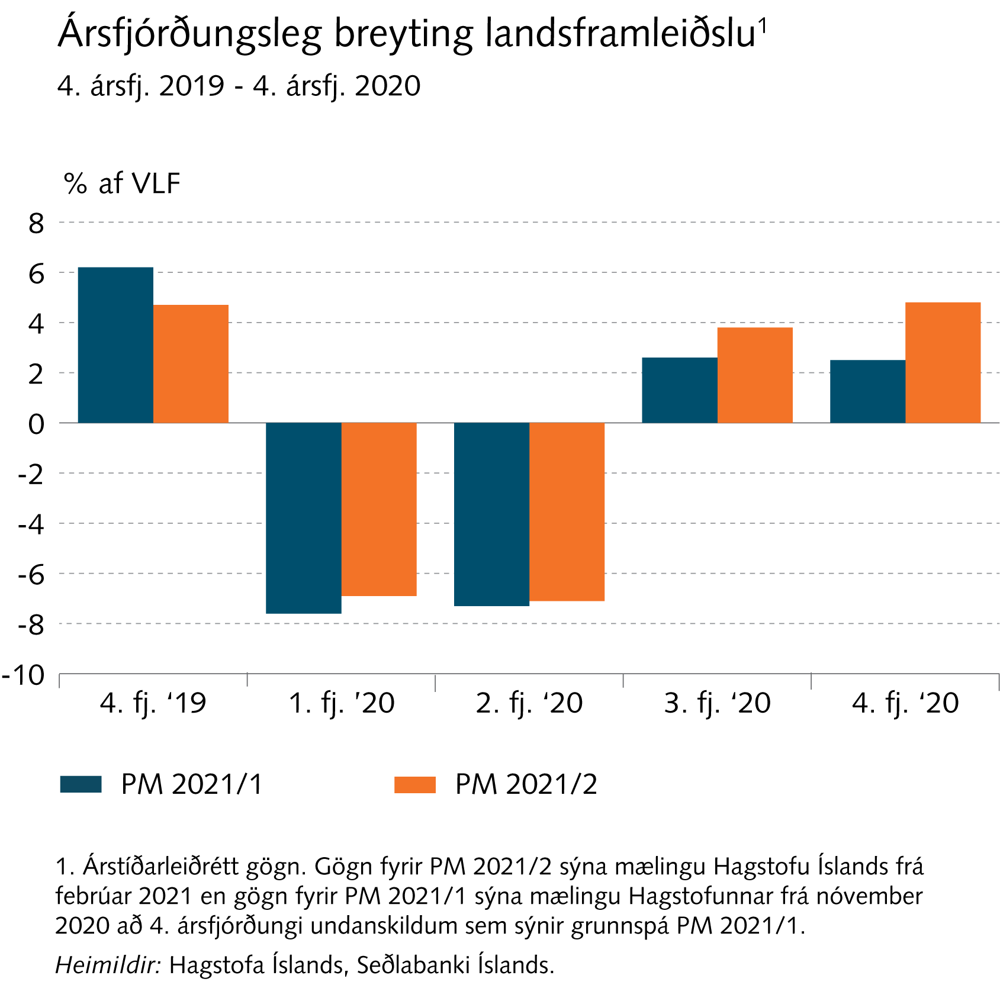 Ársfjórðungsleg breyting landsframleiðslu¹
4. ársfj. 2019 - 4. ársfj. 2020
% af VLF
8
6
4
2
0
-2
-4
-6
-8
-10
4. fj. ‘19 1. fj. ’20 2. fj. ‘20 3. fj. ‘20 4. fj. ‘20
PM 2021/1 PM 2021/2
1. Árstíðarleiðrétt gögn. Gögn fyrir PM 2021/2 sýna mælingu Hagstofu Íslands frá
febrúar 2021 en gögn fyrir PM 2021/1 sýna mælingu Hagstofunnar frá nóvember
2020 að 4. ársfjórðungi undanskildum sem sýnir grunnspá PM 2021/1.
Heimildir: Hagstofa Íslands, Seðlabanki Íslands.